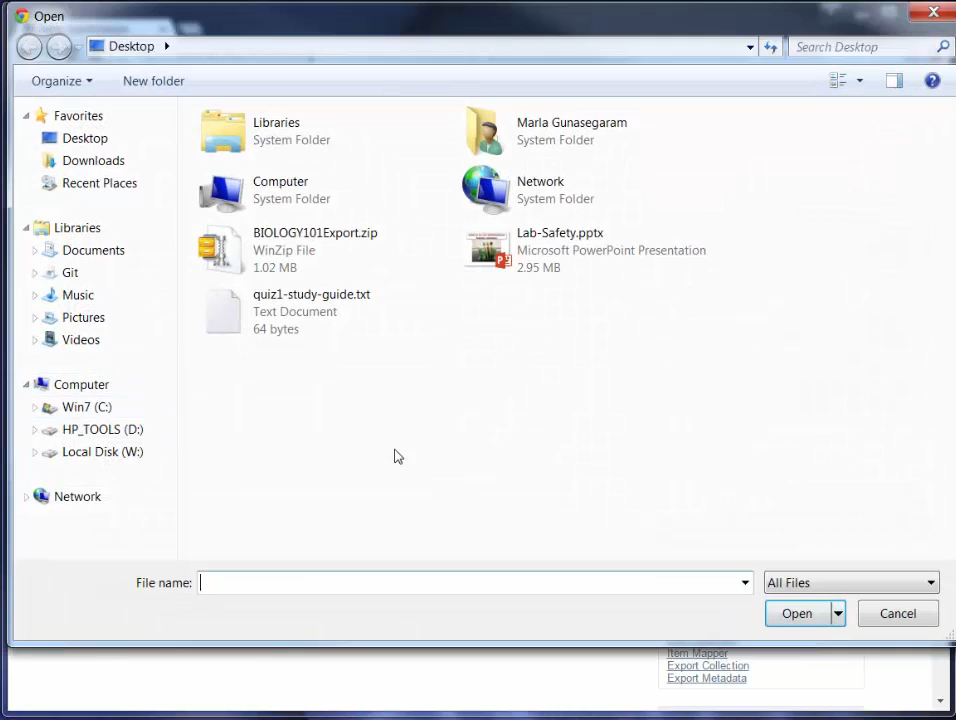 Open
Desktop
Search Desktop
Organize
New folder
Favorites
Desktop
Downloads
Recent Places
Libraries
Documents
Git
Music
Pictures
Videos
Computer
Win7 (C:)
HP_TOOLS (D:)
Local Disk (W:)
Network
Libraries
System Folder
Marla Gunasegaram
System Folder
Computer
System Folder
Network
System Folder
BIOLOGY101Export.zip
WinZip File
1.02 MB
Lab-Safety.pptx
Microsoft PowerPoint Presentation
2.95 MB
quiz1-study-guide.txt
Text Document
64 bytes
File name:
All Files
Open
Cancel
Item Mapper
Export Collection
Export Metadata